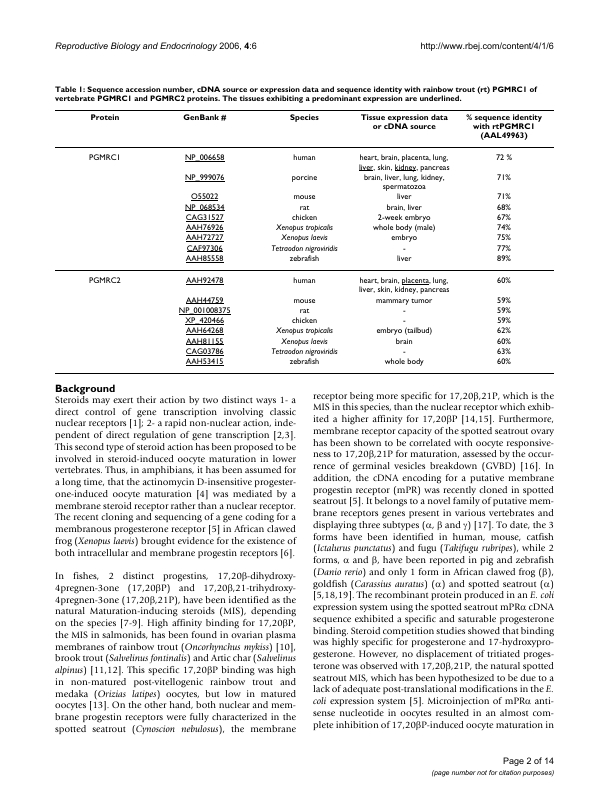 Reproductive Biology and Endocrinology 2006, 4:6 http://www.rbej.com/content/4/1/6
Table 1: Sequence accession number, cDNA source or expression data and sequence identity with rainbow trout (rt) PGMRC1 of
vertebrate PGMRC1 and PGMRC2 proteins. The tissues exhibiting a predominant expression are underlined.
Protein GenBank # Species Tissue expression data % sequence identity
or cDNA source with rtPGMRC1
(AAL49963)
PGMRC1 NP_006658 human heart, brain, placenta, lung, 72 %
liver, skin, kidney, pancreas
NP_999076 porcine brain, liver, lung, kidney, 71%
spermatozoa
O55022 mouse liver 71%
NP_068534 rat brain, liver 68%
CAG31527 chicken 2-week embryo 67%
AAH76926 Xenopus tropicalis whole body (male) 74%
AAH72727 Xenopus laevis embryo 75%
CAF97306 Tetraodon nigroviridis - 77%
AAH85558 zebrafish liver 89%
PGMRC2 AAH92478 human heart, brain, placenta, lung, 60%
liver, skin, kidney, pancreas
AAH44759 mouse mammary tumor 59%
NP_001008375 rat - 59%
XP_420466 chicken - 59%
AAH64268 Xenopus tropicalis embryo (tailbud) 62%
AAH81155 Xenopus laevis brain 60%
CAG03786 Tetraodon nigroviridis - 63%
AAH53415 zebrafish whole body 60%
Background
Steroids may exert their action by two distinct ways 1- a
direct control of gene transcription involving classic
nuclear receptors [1]; 2- a rapid non-nuclear action, inde-
pendent of direct regulation of gene transcription [2,3].
This second type of steroid action has been proposed to be
involved in steroid-induced oocyte maturation in lower
vertebrates. Thus, in amphibians, it has been assumed for
a long time, that the actinomycin D-insensitive progester-
one-induced oocyte maturation [4] was mediated by a
membrane steroid receptor rather than a nuclear receptor.
The recent cloning and sequencing of a gene coding for a
membranous progesterone receptor [5] in African clawed
frog (Xenopus laevis) brought evidence for the existence of
both intracellular and membrane progestin receptors [6].
In fishes, 2 distinct progestins, 17,20β-dihydroxy-
4pregnen-3one (17,20βP) and 17,20β,21-trihydroxy-
4pregnen-3one (17,20β,21P), have been identified as the
natural Maturation-inducing steroids (MIS), depending
on the species [7-9]. High affinity binding for 17,20βP,
the MIS in salmonids, has been found in ovarian plasma
membranes of rainbow trout (Oncorhynchus mykiss) [10],
brook trout (Salvelinus fontinalis) and Artic char (Salvelinus
alpinus) [11,12]. This specific 17,20βP binding was high
in non-matured post-vitellogenic rainbow trout and
medaka (Orizias latipes) oocytes, but low in matured
oocytes [13]. On the other hand, both nuclear and mem-
brane progestin receptors were fully characterized in the
spotted seatrout (Cynoscion nebulosus), the membrane
receptor being more specific for 17,20β,21P, which is the
MIS in this species, than the nuclear receptor which exhib-
ited a higher affinity for 17,20βP [14,15]. Furthermore,
membrane receptor capacity of the spotted seatrout ovary
has been shown to be correlated with oocyte responsive-
ness to 17,20β,21P for maturation, assessed by the occur-
rence of germinal vesicles breakdown (GVBD) [16]. In
addition, the cDNA encoding for a putative membrane
progestin receptor (mPR) was recently cloned in spotted
seatrout [5]. It belongs to a novel family of putative mem-
brane receptors genes present in various vertebrates and
displaying three subtypes (α, β and γ) [17]. To date, the 3
forms have been identified in human, mouse, catfish
(Ictalurus punctatus) and fugu (Takifugu rubripes), while 2
forms, α and β, have been reported in pig and zebrafish
(Danio rerio) and only 1 form in African clawed frog (β),
goldfish (Carassius auratus) (α) and spotted seatrout (α)
[5,18,19]. The recombinant protein produced in an E. coli
expression system using the spotted seatrout mPRα cDNA
sequence exhibited a specific and saturable progesterone
binding. Steroid competition studies showed that binding
was highly specific for progesterone and 17-hydroxypro-
gesterone. However, no displacement of tritiated proges-
terone was observed with 17,20β,21P, the natural spotted
seatrout MIS, which has been hypothesized to be due to a
lack of adequate post-translational modifications in the E.
coli expression system [5]. Microinjection of mPRα anti-
sense nucleotide in oocytes resulted in an almost com-
plete inhibition of 17,20βP-induced oocyte maturation in
Page 2 of 14
(page number not for citation purposes)